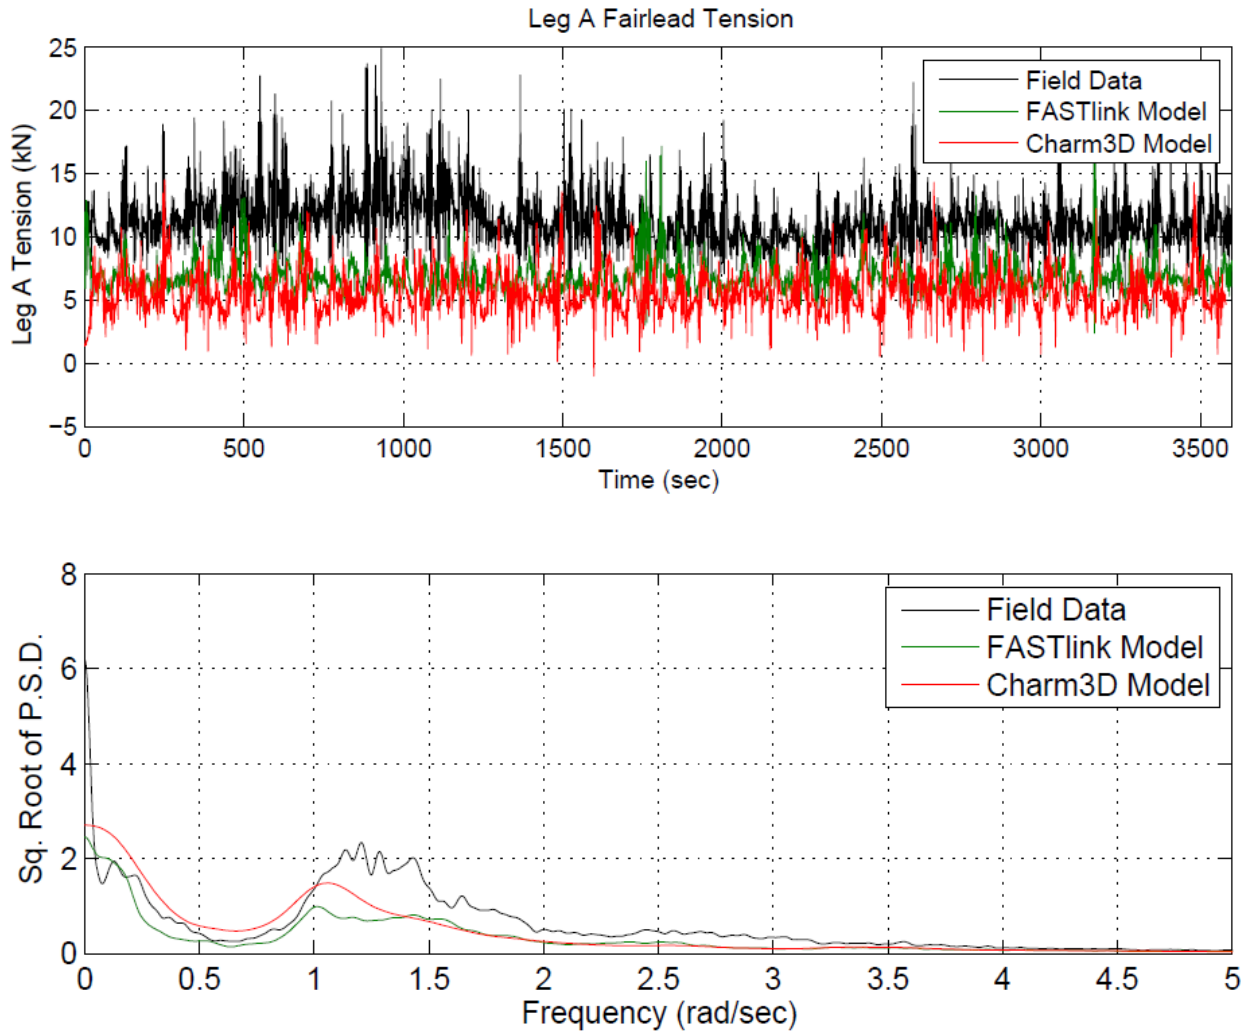 Leg A Fairlead Tension
25
20
15
10
5
0
−5
Leg A Tension (kN)
Field Data
FASTlink Model
Charm3D Model
0 500 1000 1500 2000 2500 3000 3500
Time (sec)
8
6
4
2
0
Sq. Root of P.S.D.
Field Data
FASTlink Model
Charm3D Model
0 0.5 1 1.5 2 2.5 3 3.5 4 4.5 5
Frequency (rad/sec)